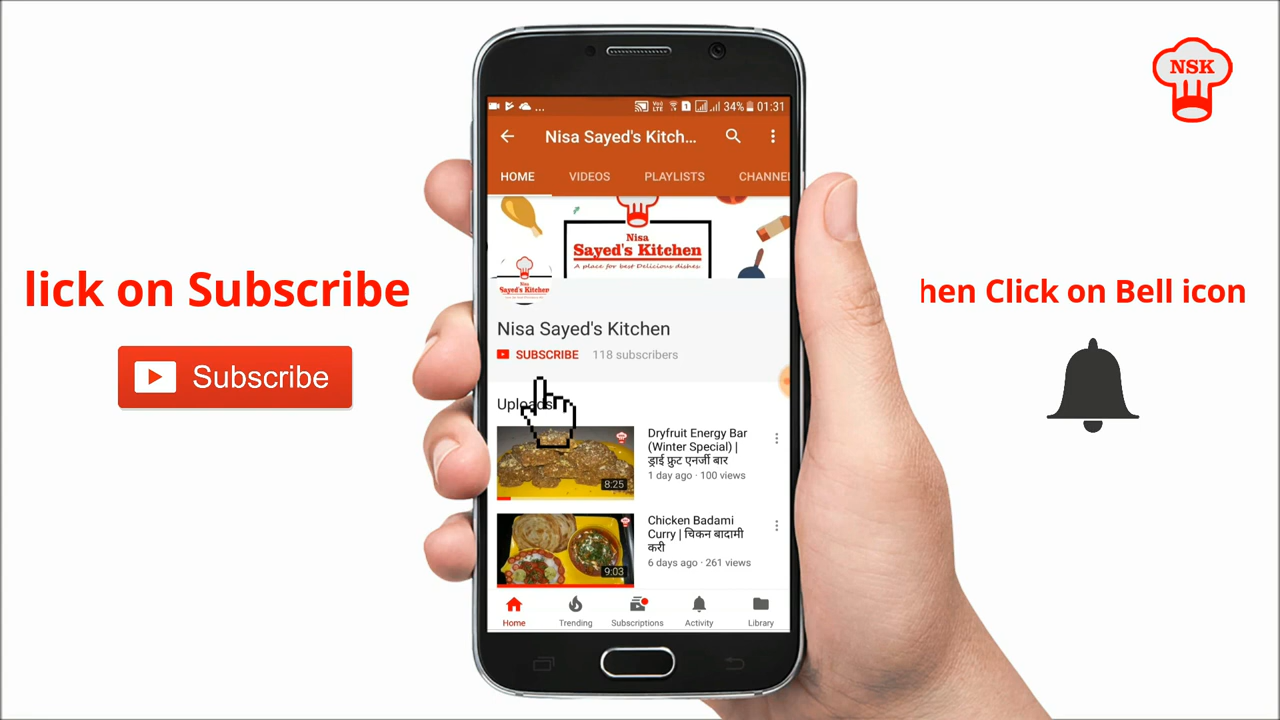 NSK
34% 01:31
Nisa Sayed's Kitch...
HOME VIDEOS PLAYLISTS CHANNEL
Nisa
Sayed's Kitchen
A place for best Delicious dishes.
Nisa
Sayed's Kitchen
lick on Subscribe
Subscribe
hen Click on Bell icon
Nisa Sayed's Kitchen
SUBSCRIBE 118 subscribers
Uploads
Dryfruit Energy Bar
(Winter Special) |
ड्राई फ्रुट एनर्जी बार
1 day ago · 100 views
8:25
Chicken Badami
Curry | चिकन बादामी
करी
6 days ago · 261 views
9:03
Home Trending Subscriptions Activity Library